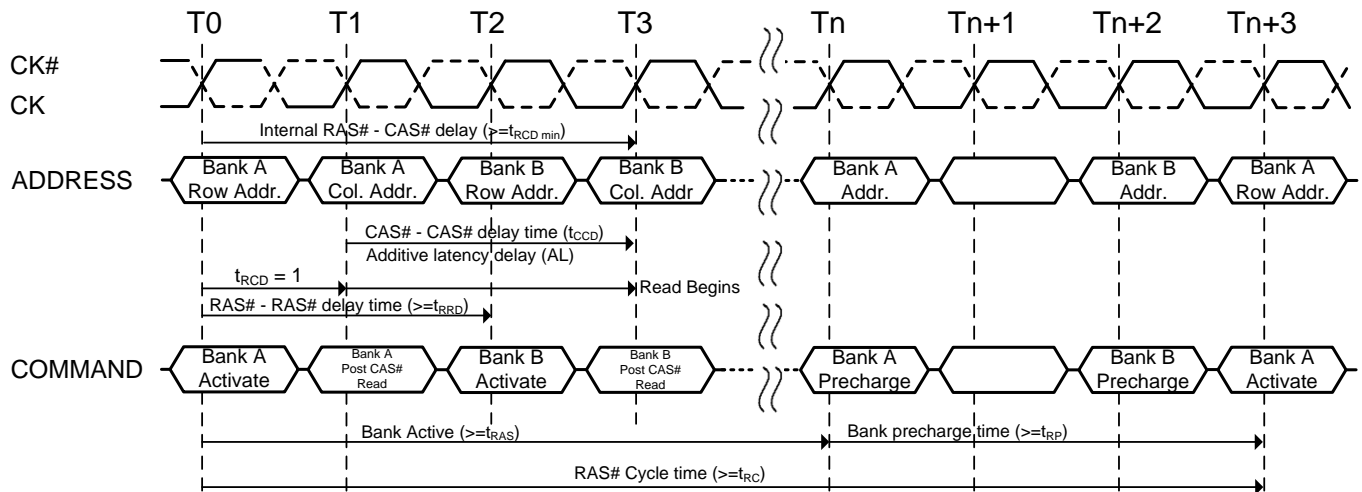 T0 T1 T2 T3 Tn Tn+1 Tn+2 Tn+3
CK#
CK
Internal RAS# - CAS# delay (>=tRCD min)
ADDRESS
Bank A
Row Addr.
Bank A
Col. Addr.
Bank B
Row Addr.
Bank B
Col. Addr
Bank A
Addr.
Bank B
Addr.
Bank A
Row Addr.
CAS# - CAS# delay time (tCCD)
Additive latency delay (AL)
tRCD = 1
Read Begins
RAS# - RAS# delay time (>=tRRD)
COMMAND
Bank A
Activate
Bank A
Post CAS#
Read
Bank B
Activate
Bank B
Post CAS#
Read
Bank A
Precharge
Bank B
Precharge
Bank A
Activate
Bank Active (>=tRAS)
Bank precharge time (>=tRP)
RAS# Cycle time (>=tRC)